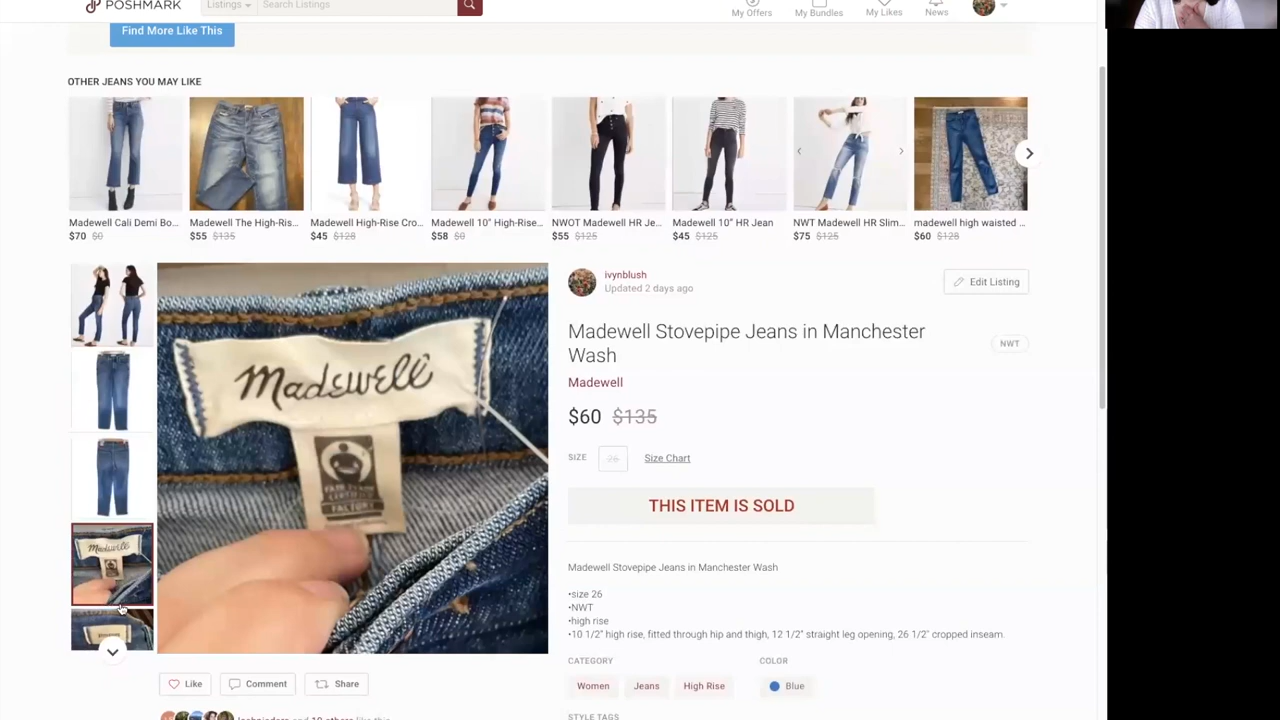 POSHMARK
Listings
Search Listings
My Offers
My Bundles
My Likes
News
Find More Like This
OTHER JEANS YOU MAY LIKE
Madewell Cali Demi Bo...
$70 $0
Madewell The High-Ris...
$55 $135
Madewell High-Rise Cro...
$45 $128
Madewell 10" High-Rise...
$58 $0
NWOT Madewell HR Je...
$55 $125
Madewell 10" HR Jean
$45 $125
NWT Madewell HR Slim...
$75 $125
madewell high waisted ...
$60 $128
Madewell
FAIR TRADE
CERTIFIED
FACTORY
ivynblush
Updated 2 days ago
Edit Listing
Madewell Stovepipe Jeans in Manchester
Wash
NWT
Madewell
$60 $135
SIZE
26
Size Chart
THIS ITEM IS SOLD
Madewell Stovepipe Jeans in Manchester Wash
•size 26
•NWT
•high rise
•10 1/2" high rise, fitted through hip and thigh, 12 1/2" straight leg opening, 26 1/2" cropped inseam.
CATEGORY
COLOR
Women
Jeans
High Rise
Blue
STYLE TAGS
Like
Comment
Share